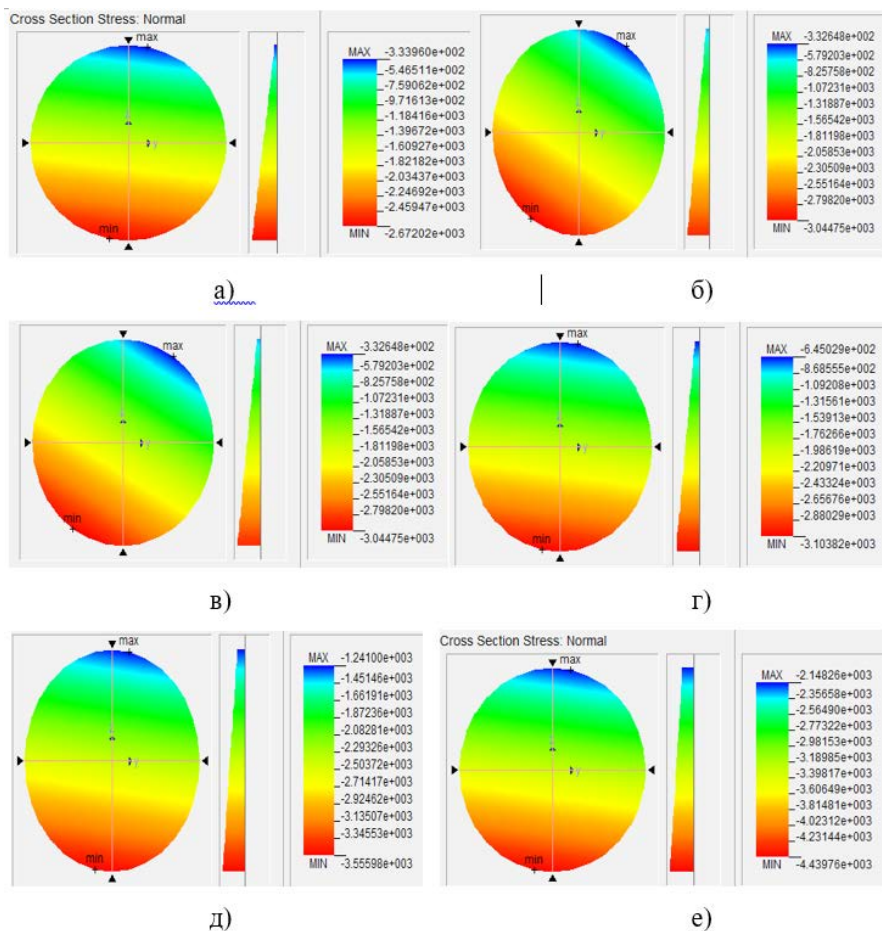 Cross Section Stress: Normal
max
min
y
MAX -3.33960e+002
-5.46511e+002
-7.59062e+002
-9.71613e+002
-1.18416e+003
-1.39672e+003
-1.60927e+003
-1.82182e+003
-2.03437e+003
-2.24692e+003
-2.45947e+003
MIN -2.67202e+003
max
min
y
MAX -3.32648e+002
-5.79203e+002
-8.25758e+002
-1.07231e+003
-1.31887e+003
-1.56542e+003
-1.81198e+003
-2.05853e+003
-2.30509e+003
-2.55164e+003
-2.79820e+003
MIN -3.04475e+003
а)
б)
max
min
y
MAX -3.32648e+002
-5.79203e+002
-8.25758e+002
-1.07231e+003
-1.31887e+003
-1.56542e+003
-1.81198e+003
-2.05853e+003
-2.30509e+003
-2.55164e+003
-2.79820e+003
MIN -3.04475e+003
max
min
y
MAX -6.45029e+002
-8.68555e+002
-1.09208e+003
-1.31561e+003
-1.53913e+003
-1.76266e+003
-1.98619e+003
-2.20971e+003
-2.43324e+003
-2.65676e+003
-2.88029e+003
MIN -3.10382e+003
в)
г)
max
min
y
MAX -1.24100e+003
-1.45146e+003
-1.66191e+003
-1.87236e+003
-2.08281e+003
-2.29326e+003
-2.50372e+003
-2.71417e+003
-2.92462e+003
-3.13507e+003
-3.34553e+003
MIN -3.55598e+003
Cross Section Stress: Normal
max
min
y
MAX -2.14826e+003
-2.35658e+003
-2.56490e+003
-2.77322e+003
-2.98153e+003
-3.18985e+003
-3.39817e+003
-3.60649e+003
-3.81481e+003
-4.02312e+003
-4.23144e+003
MIN -4.43976e+003
д)
е)